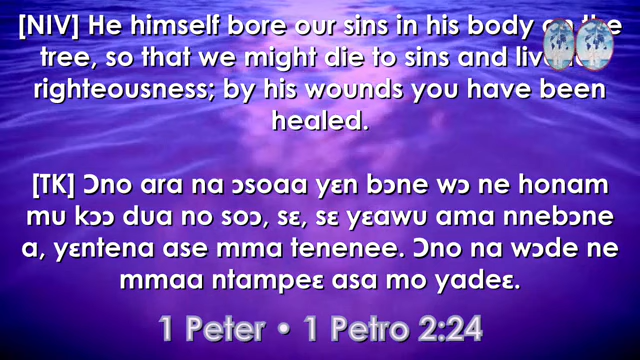 [NIV] He himself bore our sins in his body on the
tree, so that we might die to sins and live
righteousness; by his wounds you have been
healed.
[TK] Ɔno ara na ɔsoaa yɛn bɔne wɔ ne honam
mu kɔɔ dua no soɔ, sɛ, sɛ yɛawu ama nnebɔne
a, yɛntena ase mma tenenee. Ɔno na wɔde ne
mmaa ntampeɛ asa mo yadeɛ.
1 Peter • 1 Petro 2:24